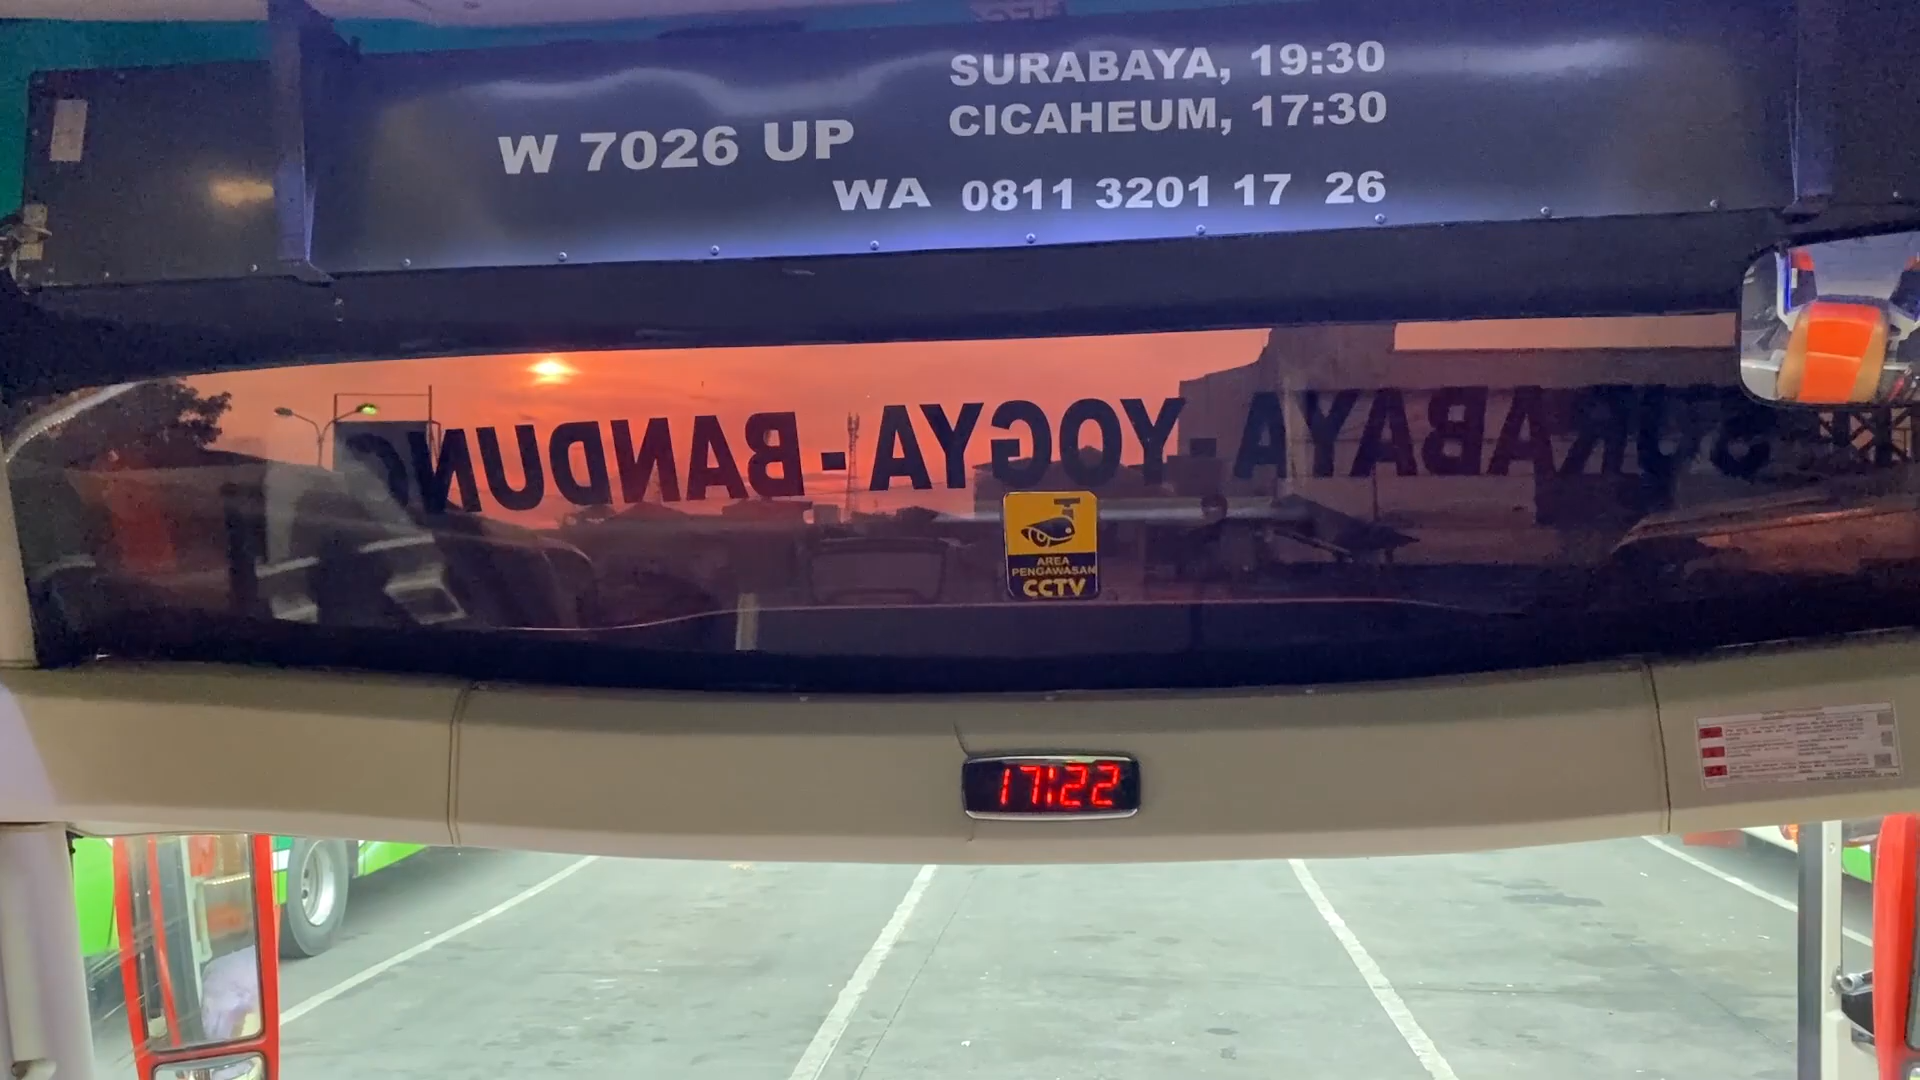 SURABAYA, 19:30
CICAHEUM, 17:30
W 7026 UP
WA 0811 3201 17 26
SURABAYA - YOGYA - BANDUNG
AREA
PENGAWASAN
CCTV
17:22